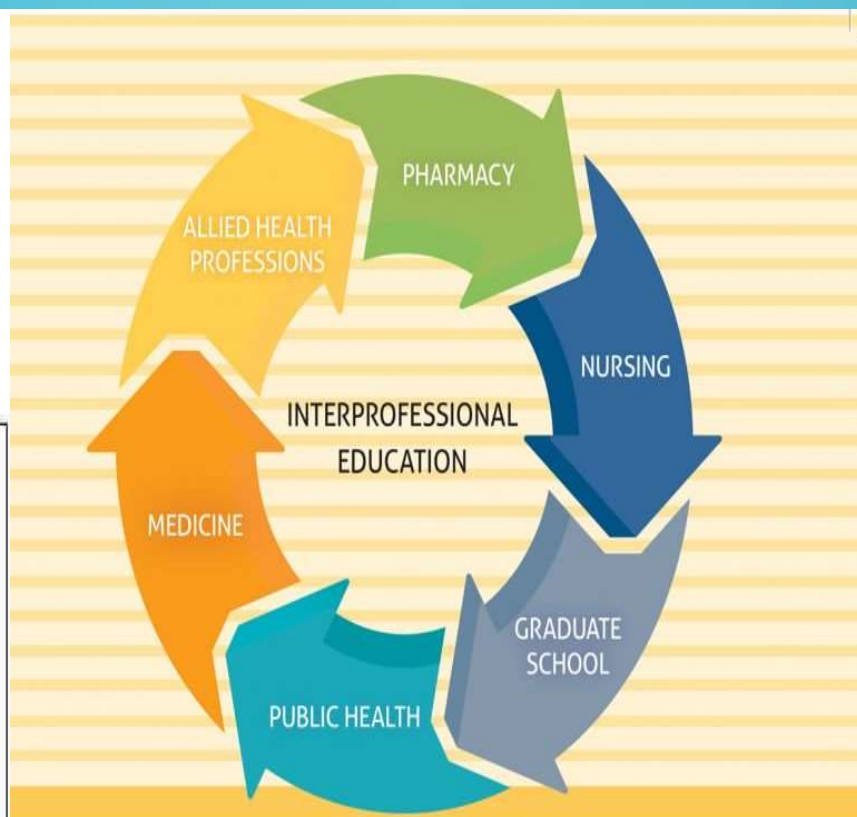 PHARMACY
ALLIED HEALTH
PROFESSIONS
NURSING
INTERPROFESSIONAL
EDUCATION
MEDICINE
GRADUATE
SCHOOL
PUBLIC HEALTH